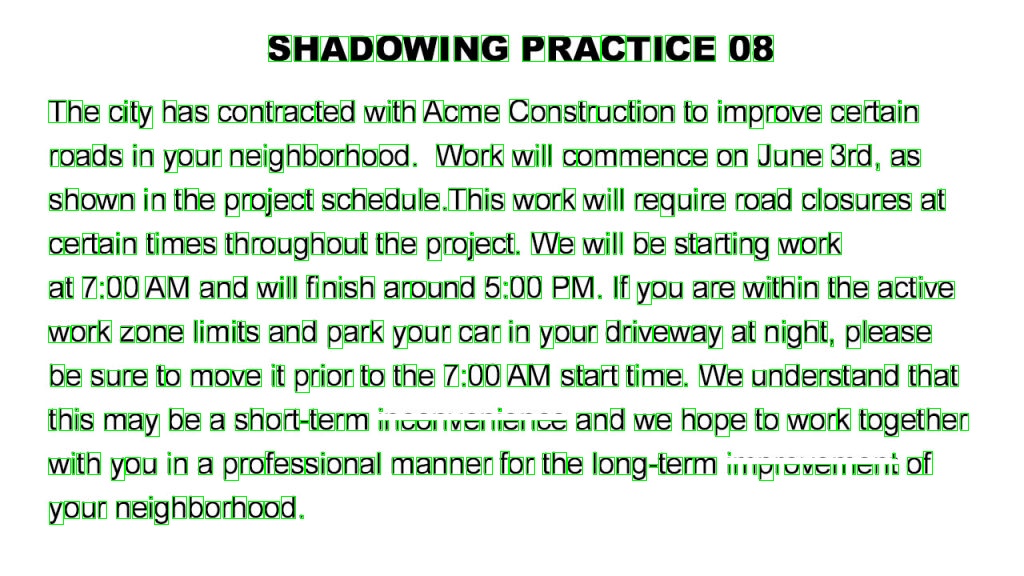 SHADOWING PRACTICE 08
The city has contracted with Acme Construction to improve certain
roads in your neighborhood.  Work will commence on June 3rd, as
shown in the project schedule.This work will require road closures at
certain times throughout the project. We will be starting work
at 7:00 AM and will finish around 5:00 PM. If you are within the active
work zone limits and park your car in your driveway at night, please
be sure to move it prior to the 7:00 AM start time. We understand that
this may be a short-term inconvenience and we hope to work together
with you in a professional manner for the long-term improvement of
your neighborhood.